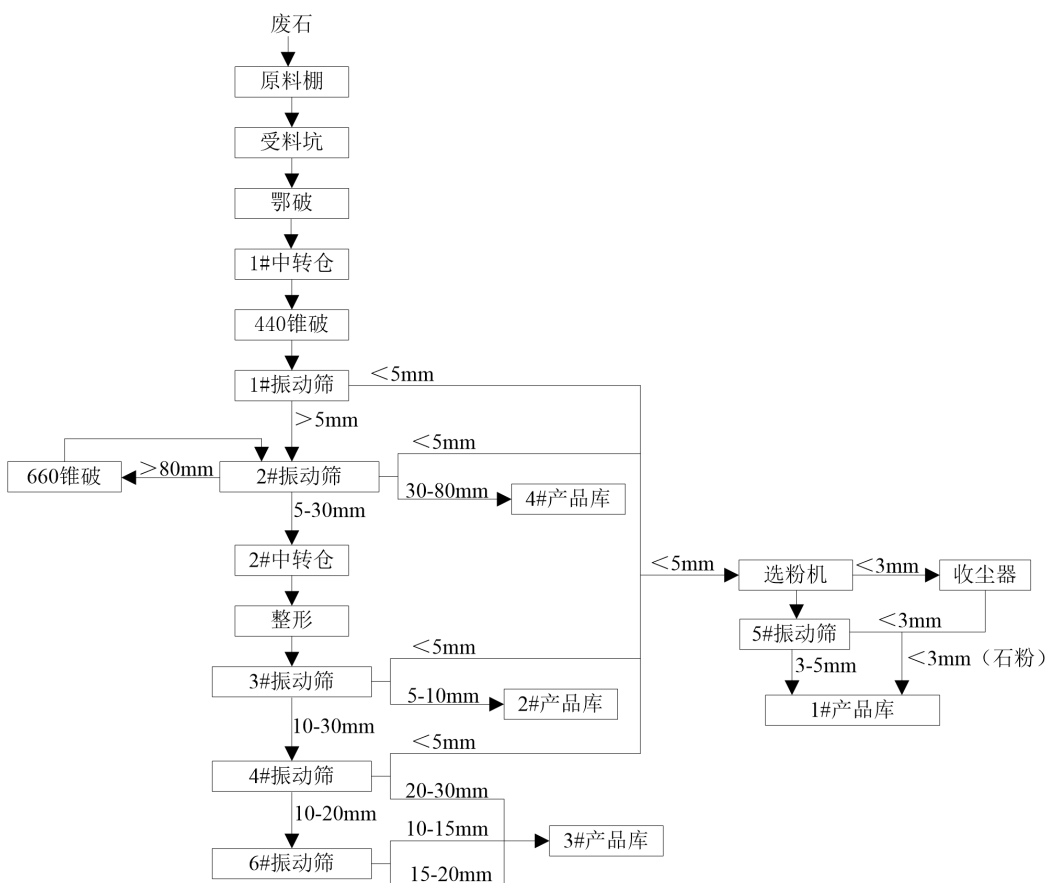 废石
原料棚
受料坑
鄂破
1#中转仓
440锥破
1#振动筛
＜5mm
＞5mm
＜5mm
660锥破
＞80mm
2#振动筛
30-80mm
4#产品库
5-30mm
2#中转仓
＜5mm
选粉机
＜3mm
收尘器
整形
5#振动筛
＜3mm
＜5mm
3-5mm
＜3mm（石粉）
3#振动筛
5-10mm
2#产品库
1#产品库
10-30mm
＜5mm
4#振动筛
20-30mm
10-20mm
10-15mm
3#产品库
6#振动筛
15-20mm